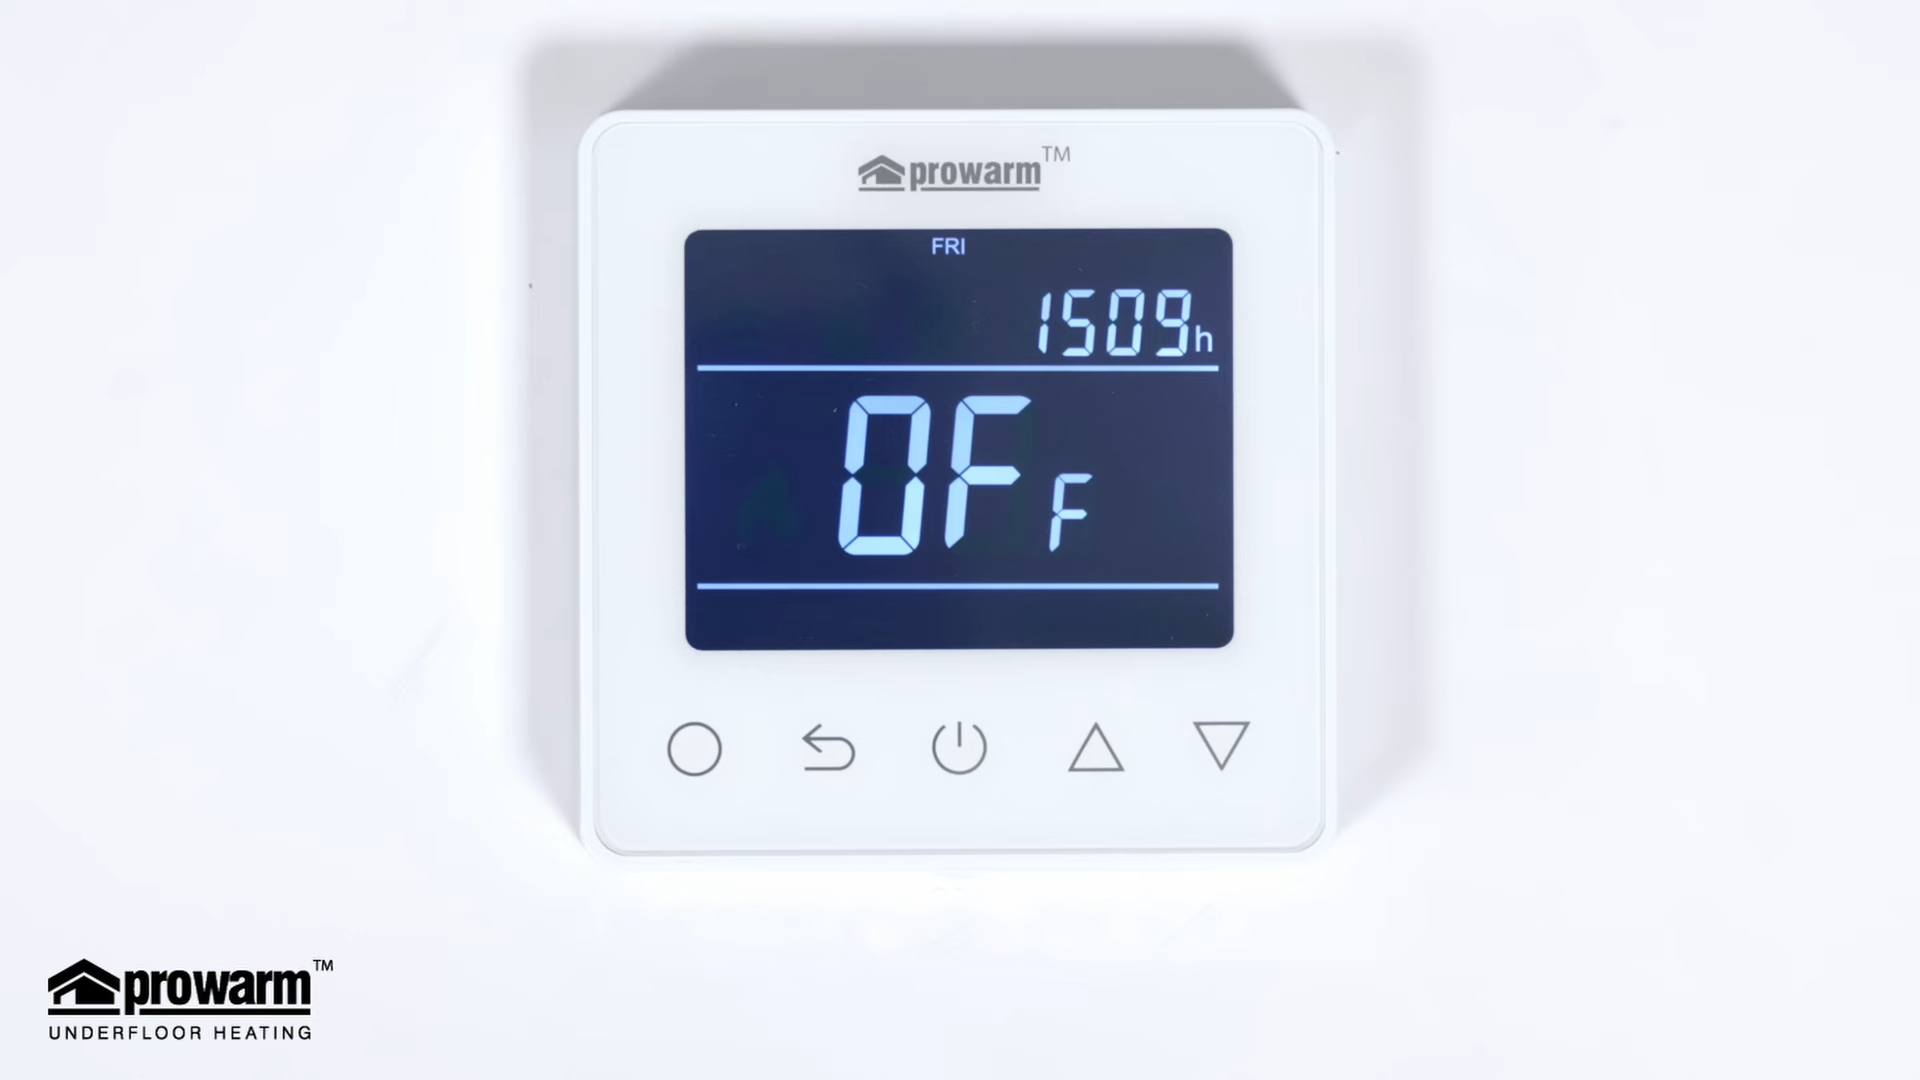 prowarm™
FRI
1509h
OFF
prowarm™
UNDERFLOOR HEATING